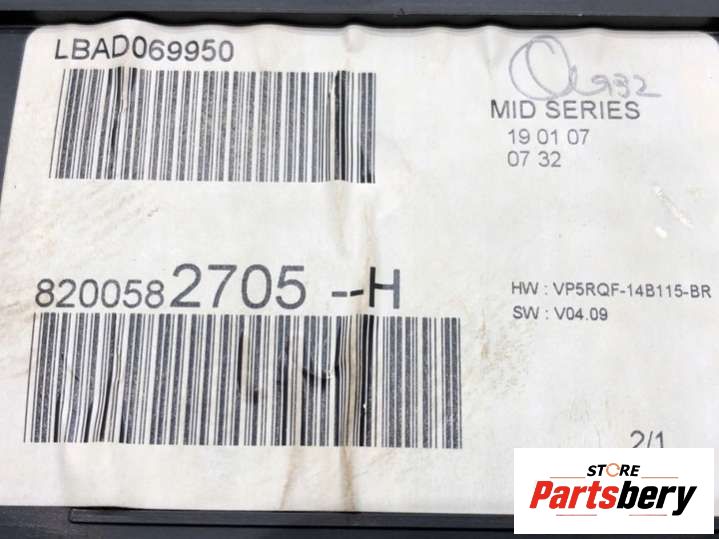 LBAD069950
932
MID SERIES
19 01 07
07 32
8200582705 --H
HW : VP5RQF-14B115-BR
SW : V04.09
2/1
STORE
Partsbery